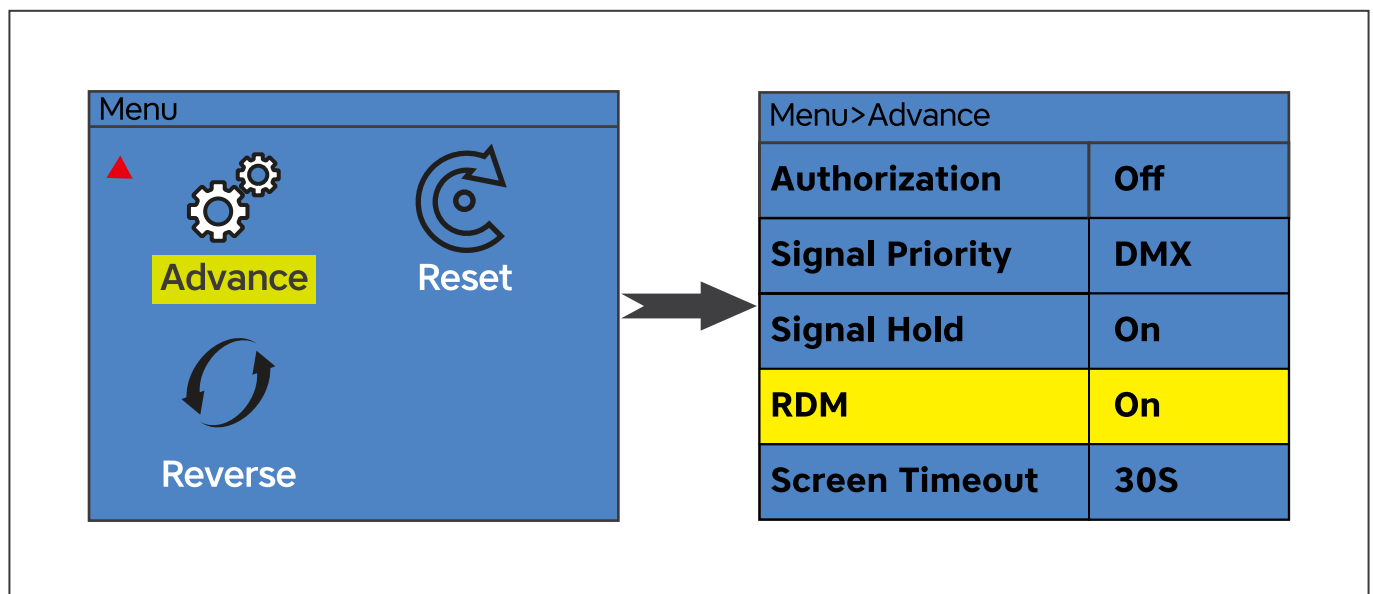 Menu
Advance
Reset
Reverse
Menu>Advance
Authorization Off
Signal Priority DMX
Signal Hold On
RDM On
Screen Timeout 30S